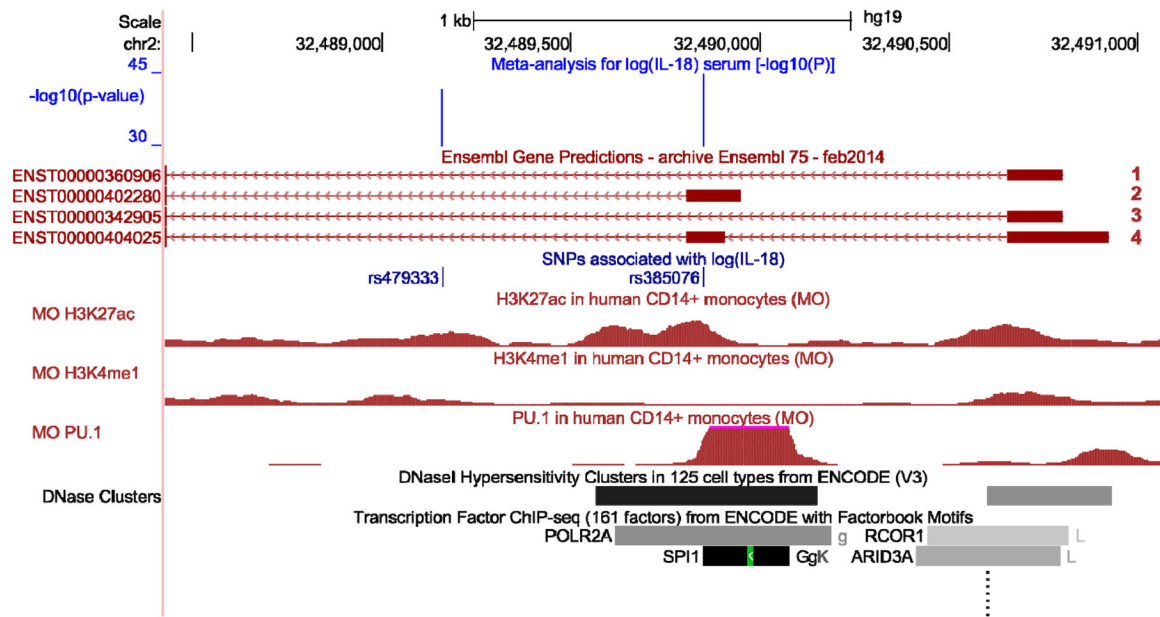 Scale 1 kb hg19
chr2: 32,489,000 32,489,500 32,490,000 32,490,500 32,491,000
Meta-analysis for log(IL-18) serum [-log10(P)]
45
-log10(p-value)
30
Ensembl Gene Predictions - archive Ensembl 75 - feb2014
ENST00000360906 1
ENST00000402280 2
ENST00000342905 3
ENST00000404025 4
SNPs associated with log(IL-18)
rs479333 rs385076
H3K27ac in human CD14+ monocytes (MO)
MO H3K27ac
H3K4me1 in human CD14+ monocytes (MO)
MO H3K4me1
PU.1 in human CD14+ monocytes (MO)
MO PU.1
DNaseI Hypersensitivity Clusters in 125 cell types from ENCODE (V3)
DNase Clusters
Transcription Factor ChIP-seq (161 factors) from ENCODE with Factorbook Motifs
POLR2A g RCOR1 L
SPI1 GgK ARID3A L